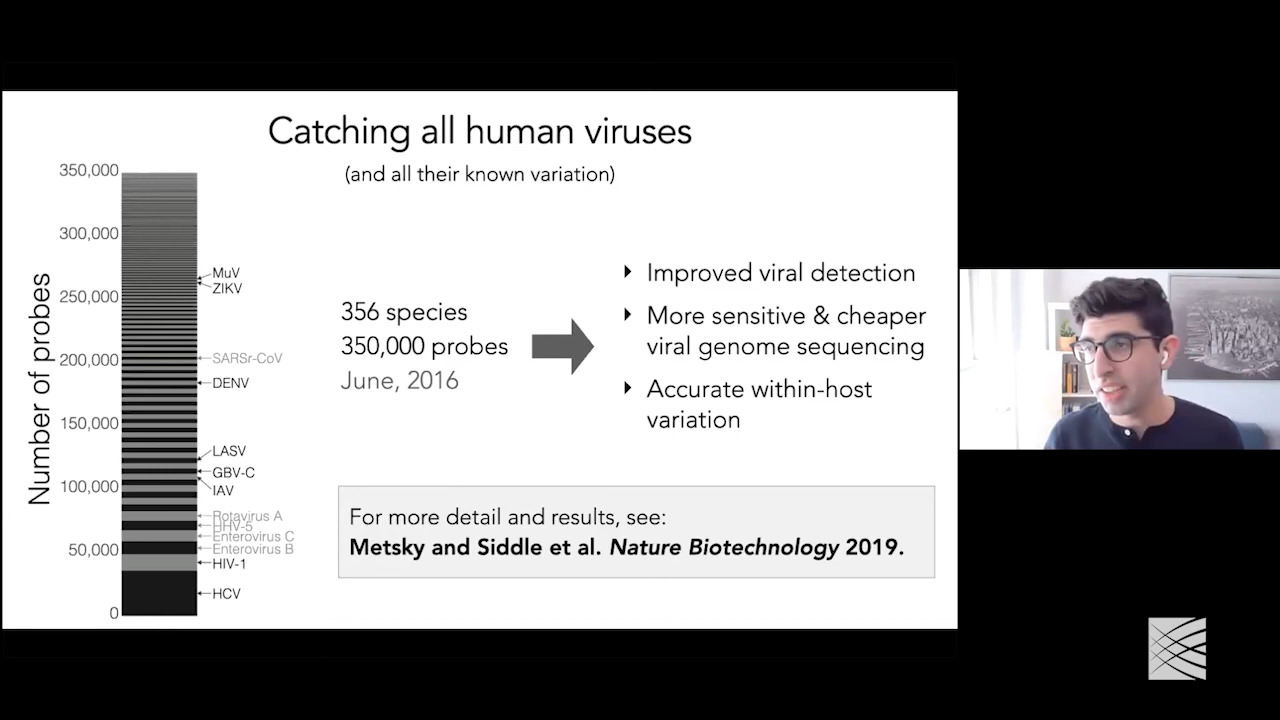 Catching all human viruses
(and all their known variation)
Number of probes
350,000
300,000
250,000
200,000
150,000
100,000
50,000
0
MuV
ZIKV
SARSr-CoV
DENV
LASV
GBV-C
IAV
Rotavirus A
HHV-5
Enterovirus C
Enterovirus B
HIV-1
HCV
356 species
350,000 probes
June, 2016
Improved viral detection
More sensitive & cheaper
viral genome sequencing
Accurate within-host
variation
For more detail and results, see:
Metsky and Siddle et al. Nature Biotechnology 2019.